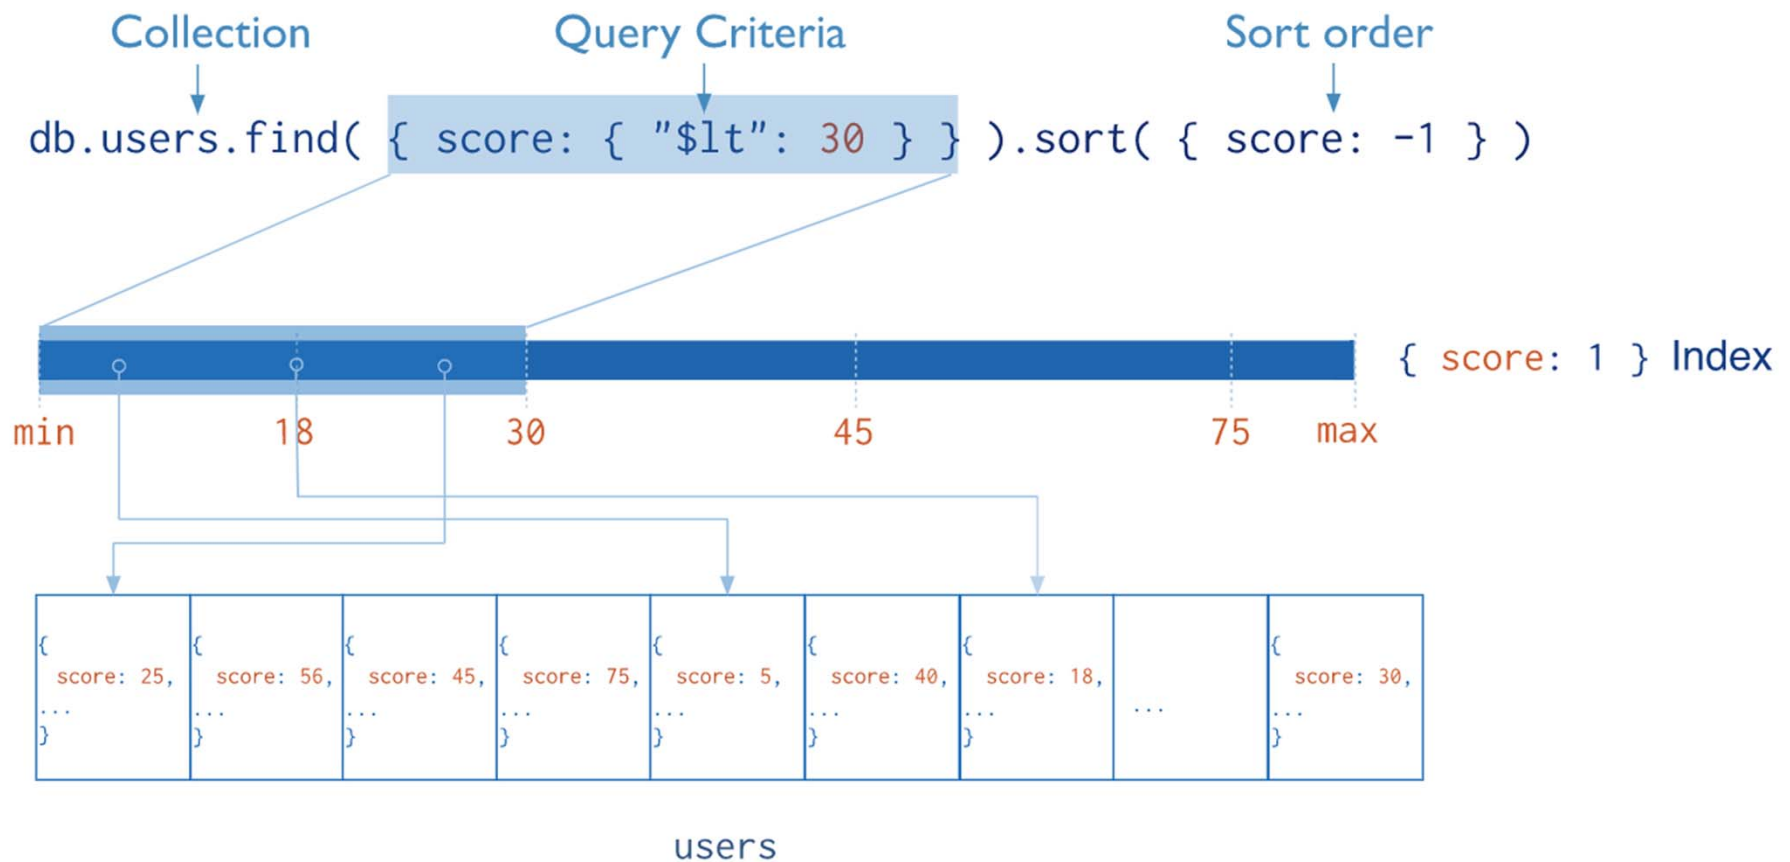 Collection Query Criteria Sort order
db.users.find( { score: { "$lt": 30 } } ).sort( { score: -1 } )
{ score: 1 } Index
min 18 30 45 75 max
{
score: 25,
...
}
{
score: 56,
...
}
{
score: 45,
...
}
{
score: 75,
...
}
{
score: 5,
...
}
{
score: 40,
...
}
{
score: 18,
...
}
...
{
score: 30,
...
}
users